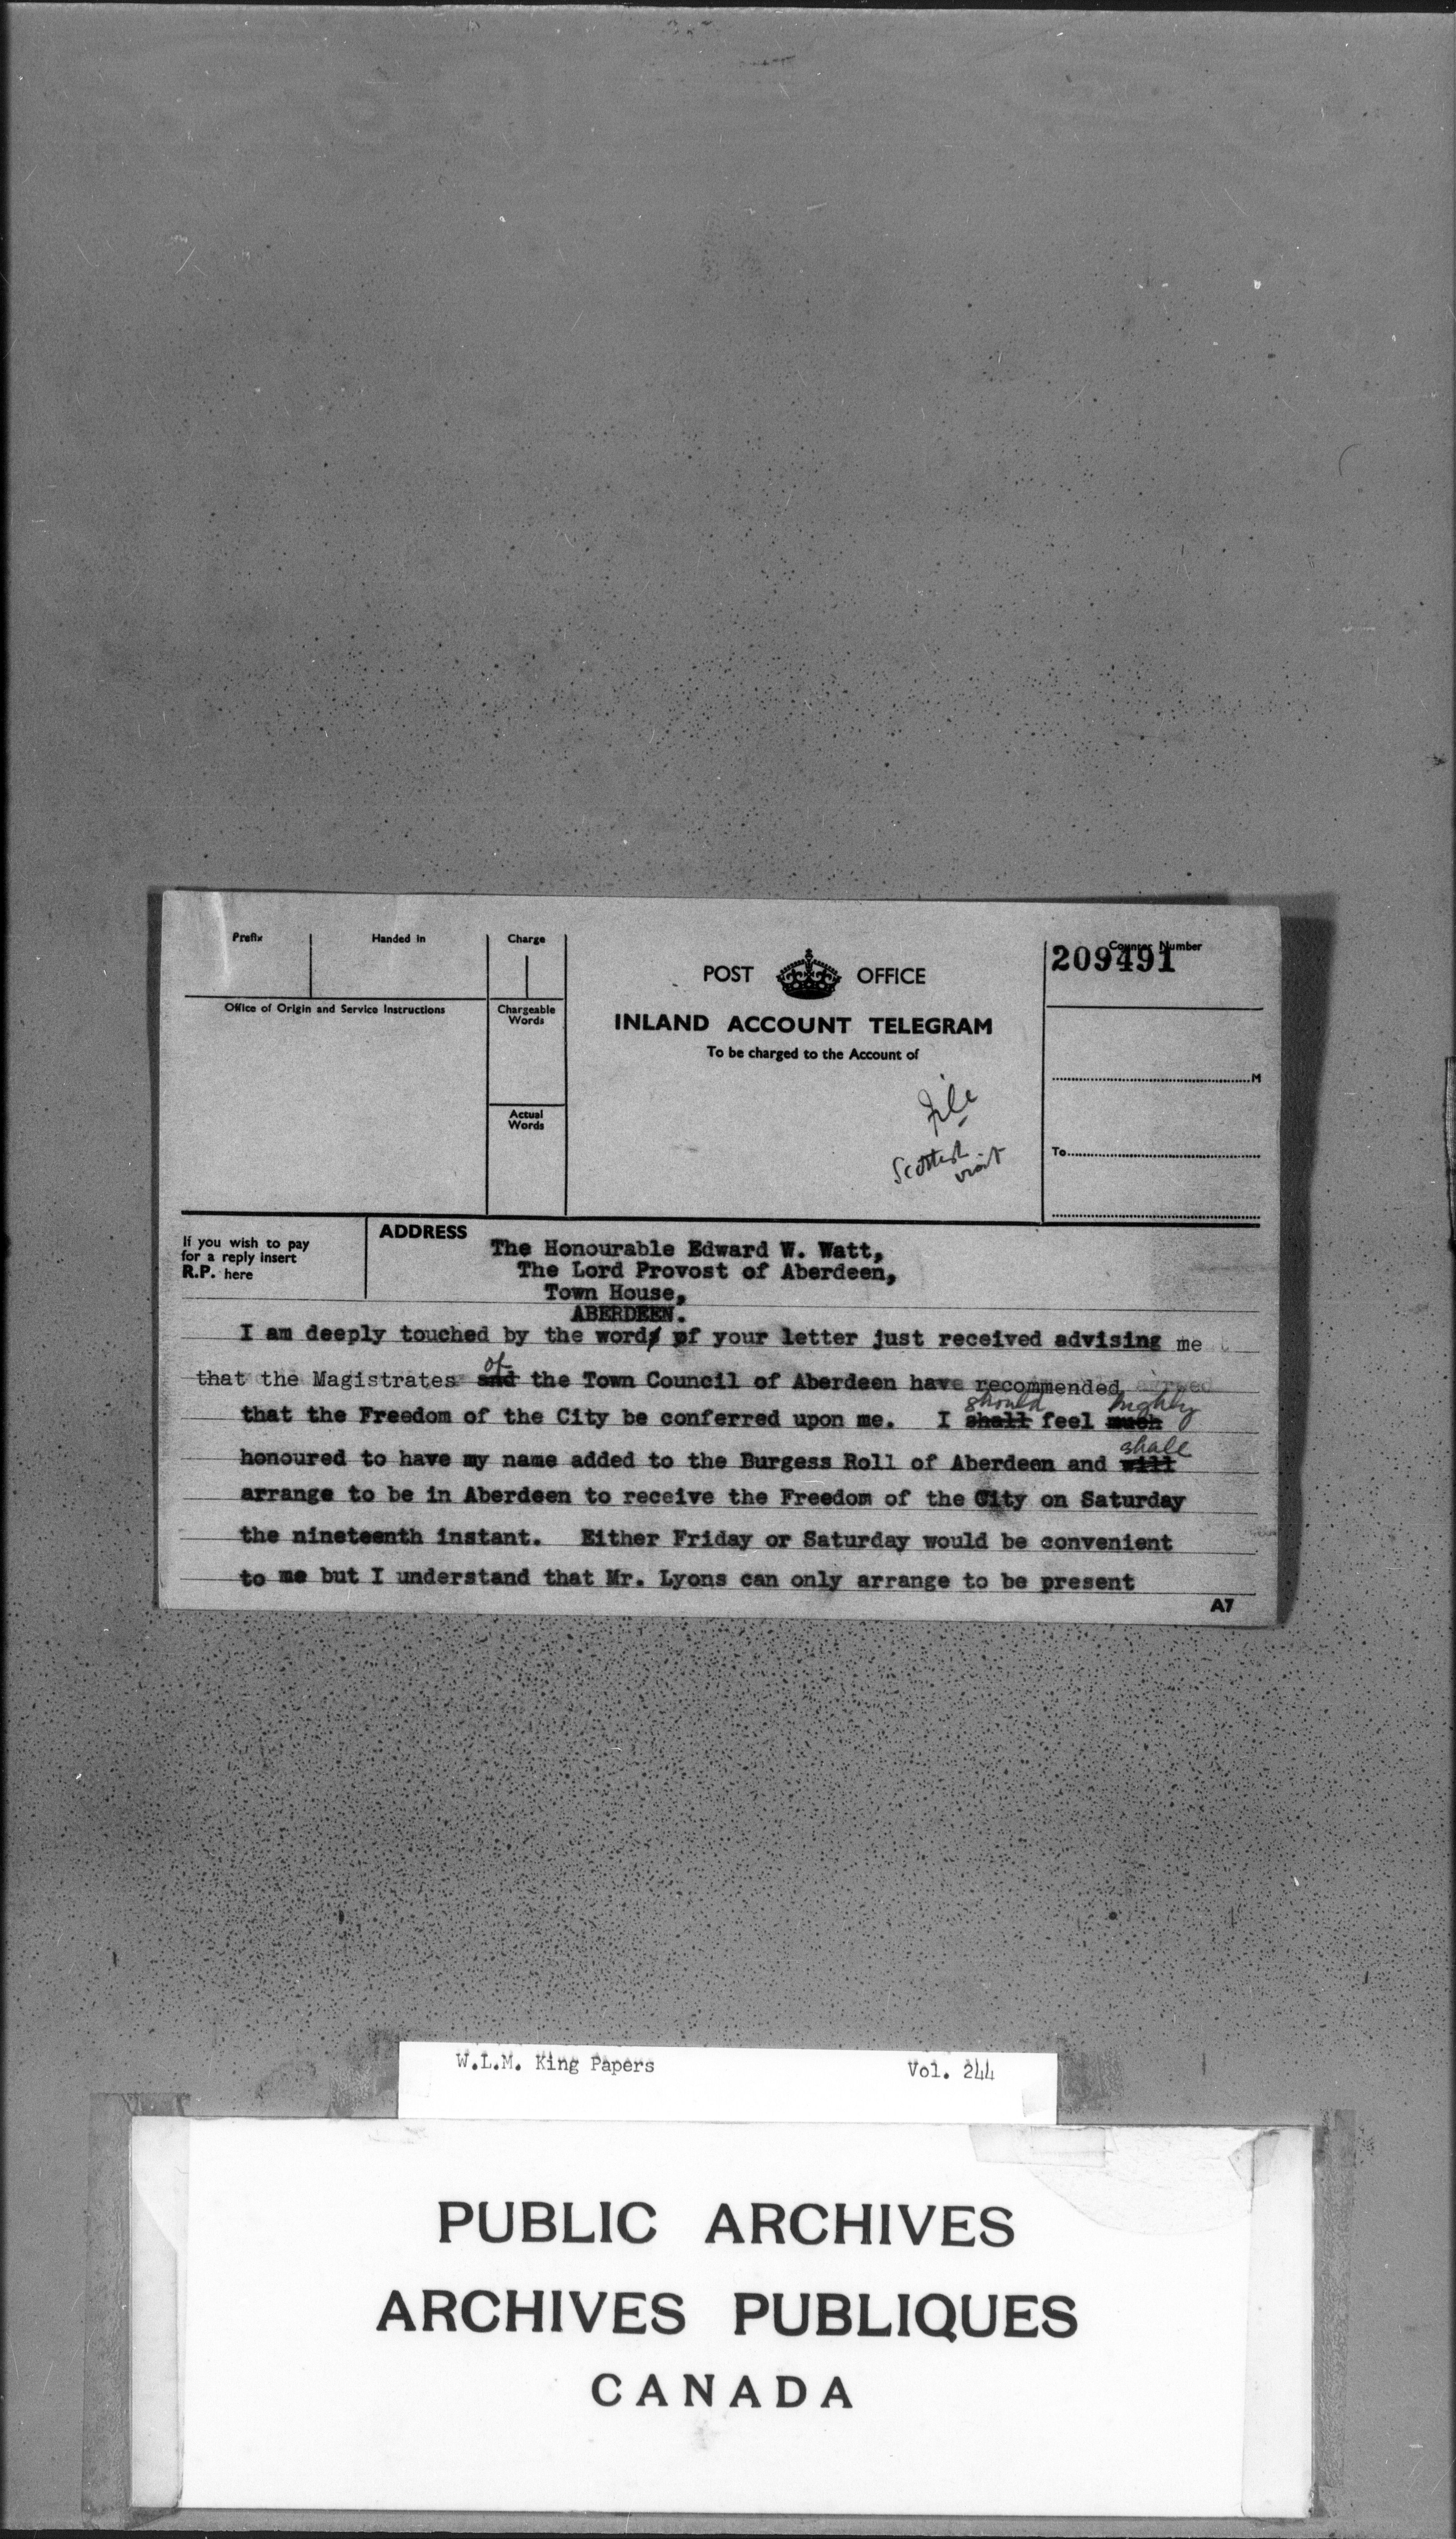 Prefix
Handed In
Charge
Office of Origin and Service Instructions
Chargeable
Words
Actual
Words
POST OFFICE
INLAND ACCOUNT TELEGRAM
To be charged to the Account of
File
Scottish
visit
Counter Number
209491
M
To
If you wish to pay
for a reply insert
R.P. here
ADDRESS
The Honourable Edward W. Watt,
The Lord Provost of Aberdeen,
Town House,
ABERDEEN.
I am deeply touched by the words of your letter just received advising me
of
that the Magistrates and the Town Council of Aberdeen have recommended
should highly
that the Freedom of the City be conferred upon me. I shall feel much
shall
honoured to have my name added to the Burgess Roll of Aberdeen and will
arrange to be in Aberdeen to receive the Freedom of the City on Saturday
the nineteenth instant. Either Friday or Saturday would be convenient
to me but I understand that Mr. Lyons can only arrange to be present
A7
W.L.M. King Papers Vol. 244
PUBLIC ARCHIVES
ARCHIVES PUBLIQUES
CANADA